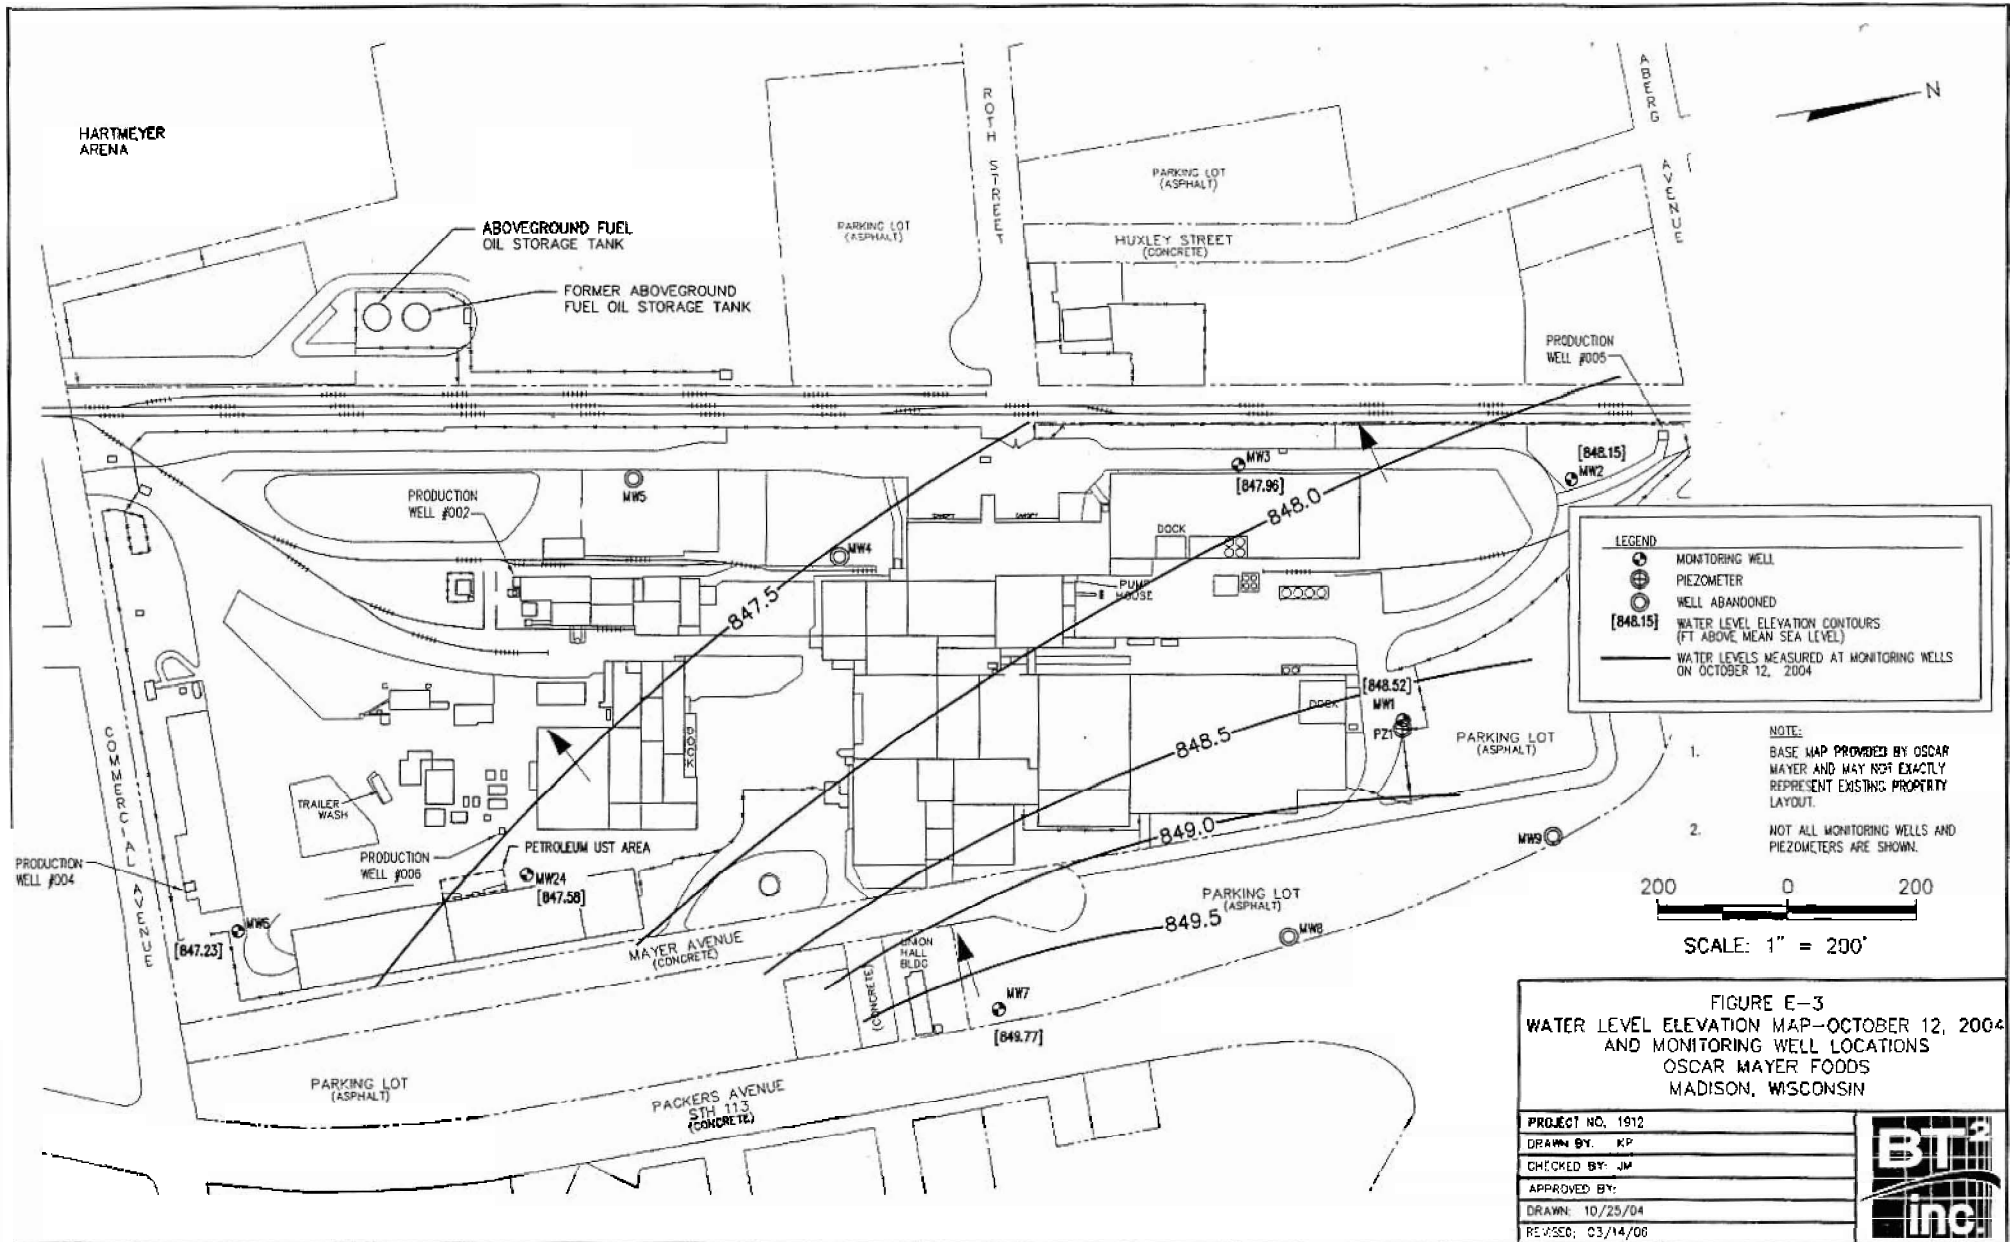 HARTMEYER
ARENA
ABOVEGROUND FUEL
OIL STORAGE TANK
FORMER ABOVEGROUND
FUEL OIL STORAGE TANK
PARKING LOT
(ASPHALT)
ROTH STREET
PARKING LOT
(ASPHALT)
HUXLEY STREET
(CONCRETE)
ABERG AVENUE
N
PRODUCTION
WELL #005
MW3
[847.96]
[848.15]
MW2
848.0
MW5
PRODUCTION
WELL #002
MW4
DOCK
PUMP
HOUSE
847.5
LEGEND
MONITORING WELL
PIEZOMETER
WELL ABANDONED
[848.15] WATER LEVEL ELEVATION CONTOURS
(FT ABOVE MEAN SEA LEVEL)
WATER LEVELS MEASURED AT MONITORING WELLS
ON OCTOBER 12, 2004
[848.52]
MW1
PZ1
DOCK
DOCK
848.5
PARKING LOT
(ASPHALT)
NOTE:
1. BASE MAP PROVIDED BY OSCAR
MAYER AND MAY NOT EXACTLY
REPRESENT EXISTING PROPERTY
LAYOUT.
2. NOT ALL MONITORING WELLS AND
PIEZOMETERS ARE SHOWN.
COMMERCIAL AVENUE
TRAILER
WASH
849.0
MW9
PRODUCTION
WELL #004
PRODUCTION
WELL #006
PETROLEUM UST AREA
MW24
[847.58]
MW6
[847.23]
PARKING LOT
(ASPHALT)
849.5
MW8
MAYER AVENUE
(CONCRETE)
UNION
HALL
BLDG
(CONCRETE)
MW7
[849.77]
200 0 200
SCALE: 1" = 200'
PARKING LOT
(ASPHALT)
PACKERS AVENUE
STH 113
(CONCRETE)
FIGURE E-3
WATER LEVEL ELEVATION MAP-OCTOBER 12, 2004
AND MONITORING WELL LOCATIONS
OSCAR MAYER FOODS
MADISON, WISCONSIN
PROJECT NO. 1912
DRAWN BY: KP
CHECKED BY: JM
APPROVED BY:
DRAWN: 10/25/04
REVISED: 03/14/06
BT²
inc.